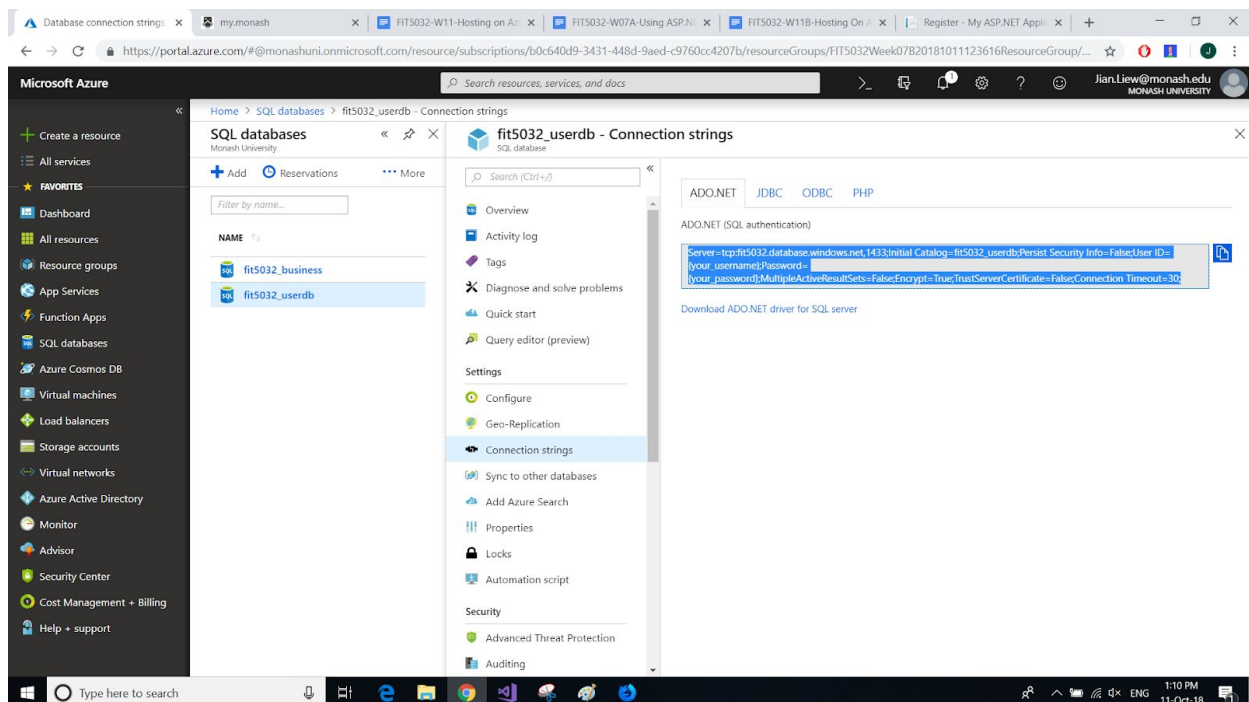 Database connection strings
my.monash
FIT5032-W11-Hosting on Az
FIT5032-W07A-Using ASP.N
FIT5032-W11B-Hosting On A
Register - My ASP.NET Applic
https://portal.azure.com/#@monashuni.onmicrosoft.com/resource/subscriptions/b0c640d9-3431-448d-9aed-c9760cc4207b/resourceGroups/FIT5032Week07B20181011123616ResourceGroup/...
Microsoft Azure
Search resources, services, and docs
1
Jian.Liew@monash.edu
MONASH UNIVERSITY
Home > SQL databases > fit5032_userdb - Connection strings
Create a resource
All services
FAVORITES
Dashboard
All resources
Resource groups
App Services
Function Apps
SQL databases
Azure Cosmos DB
Virtual machines
Load balancers
Storage accounts
Virtual networks
Azure Active Directory
Monitor
Advisor
Security Center
Cost Management + Billing
Help + support
SQL databases
Monash University
Add Reservations More
Filter by name...
NAME
fit5032_business
fit5032_userdb
fit5032_userdb - Connection strings
SQL database
Search (Ctrl+/)
Overview
Activity log
Tags
Diagnose and solve problems
Quick start
Query editor (preview)
Settings
Configure
Geo-Replication
Connection strings
Sync to other databases
Add Azure Search
Properties
Locks
Automation script
Security
Advanced Threat Protection
Auditing
ADO.NET JDBC ODBC PHP
ADO.NET (SQL authentication)
Server=tcp:fit5032.database.windows.net,1433;Initial Catalog=fit5032_userdb;Persist Security Info=False;User ID=
{your_username};Password=
{your_password};MultipleActiveResultSets=False;Encrypt=True;TrustServerCertificate=False;Connection Timeout=30;
Download ADO.NET driver for SQL server
Type here to search
ENG
1:10 PM
11-Oct-18